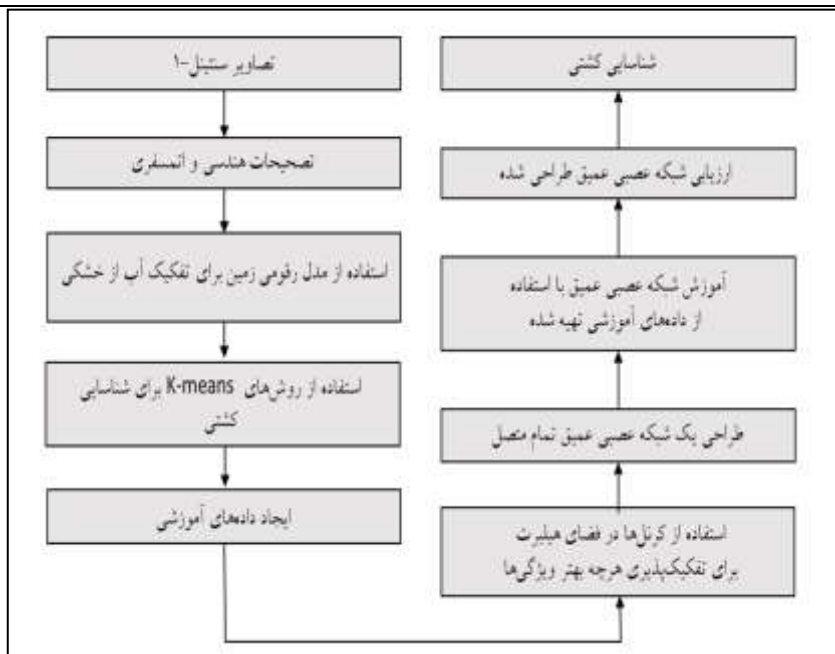 تصاویر سنتینل-۱
تصحیحات هندسی و اتمسفری
استفاده از مدل رقومی زمین برای تفکیک آب از خشکی
استفاده از روش‌های K-means برای شناسایی
کشتی
ایجاد داده‌های آموزشی
استفاده از کرنل‌ها در فضای هیلبرت
برای تفکیک‌پذیری هرچه بهتر ویژگی‌ها
طراحی یک شبکه عصبی عمیق تمام متصل
آموزش شبکه عصبی عمیق با استفاده
از داده‌های آموزشی تهیه شده
ارزیابی شبکه عصبی عمیق طراحی شده
شناسایی کشتی